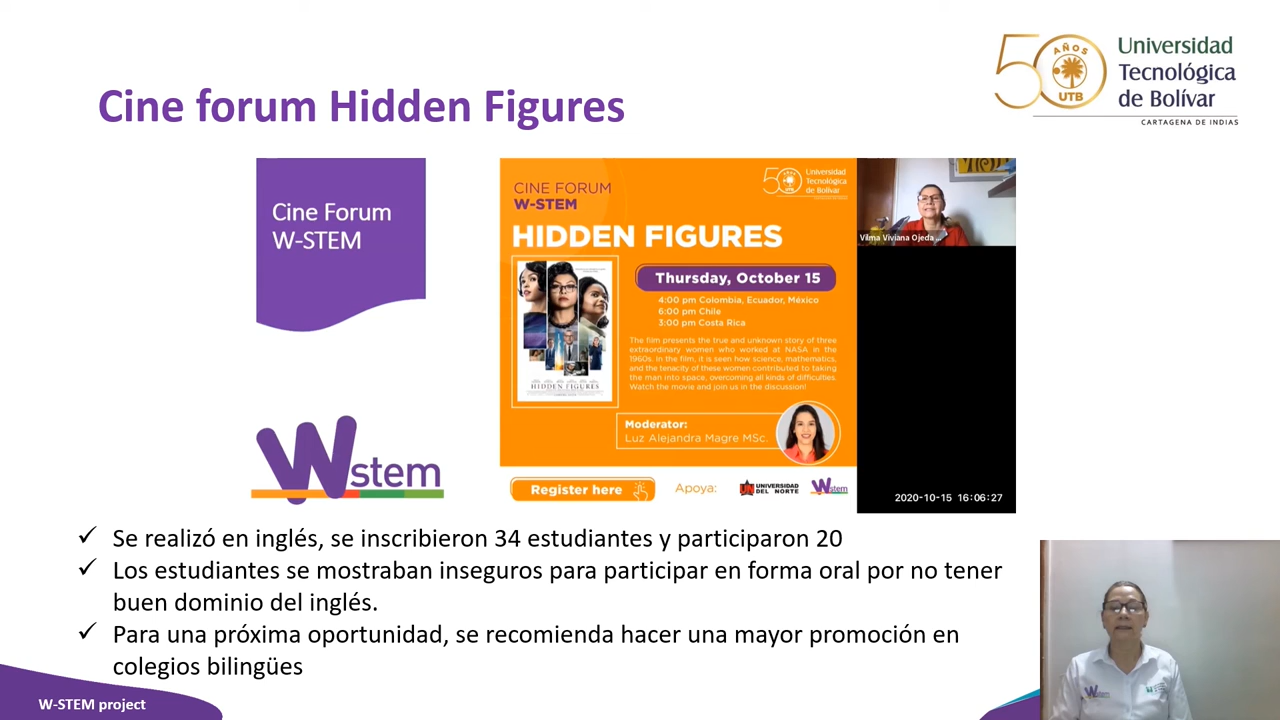 50 AÑOS UTB
Universidad
Tecnológica
de Bolívar
CARTAGENA DE INDIAS
Cine forum Hidden Figures
Cine Forum
W-STEM
Wstem
CINE FORUM
W-STEM
50 UTB
Universidad
Tecnológica
de Bolívar
HIDDEN FIGURES
Thursday, October 15
4:00 pm Colombia, Ecuador, México
6:00 pm Chile
3:00 pm Costa Rica
The film presents the true and unknown story of three
extraordinary women who worked at NASA in the
1960s. In the film, it is seen how science, mathematics,
and the tenacity of these women contributed to taking
the man into space, overcoming all kinds of difficulties.
Watch the movie and join us in the discussion!
HIDDEN FIGURES
Moderator:
Luz Alejandra Magre MSc.
Register here
Apoya:
UN UNIVERSIDAD
DEL NORTE
Wstem
Vilma Viviana Ojeda ...
2020-10-15 16:06:27
✓ Se realizó en inglés, se inscribieron 34 estudiantes y participaron 20
✓ Los estudiantes se mostraban inseguros para participar en forma oral por no tener
buen dominio del inglés.
✓ Para una próxima oportunidad, se recomienda hacer una mayor promoción en
colegios bilingües
W-STEM project
Wstem